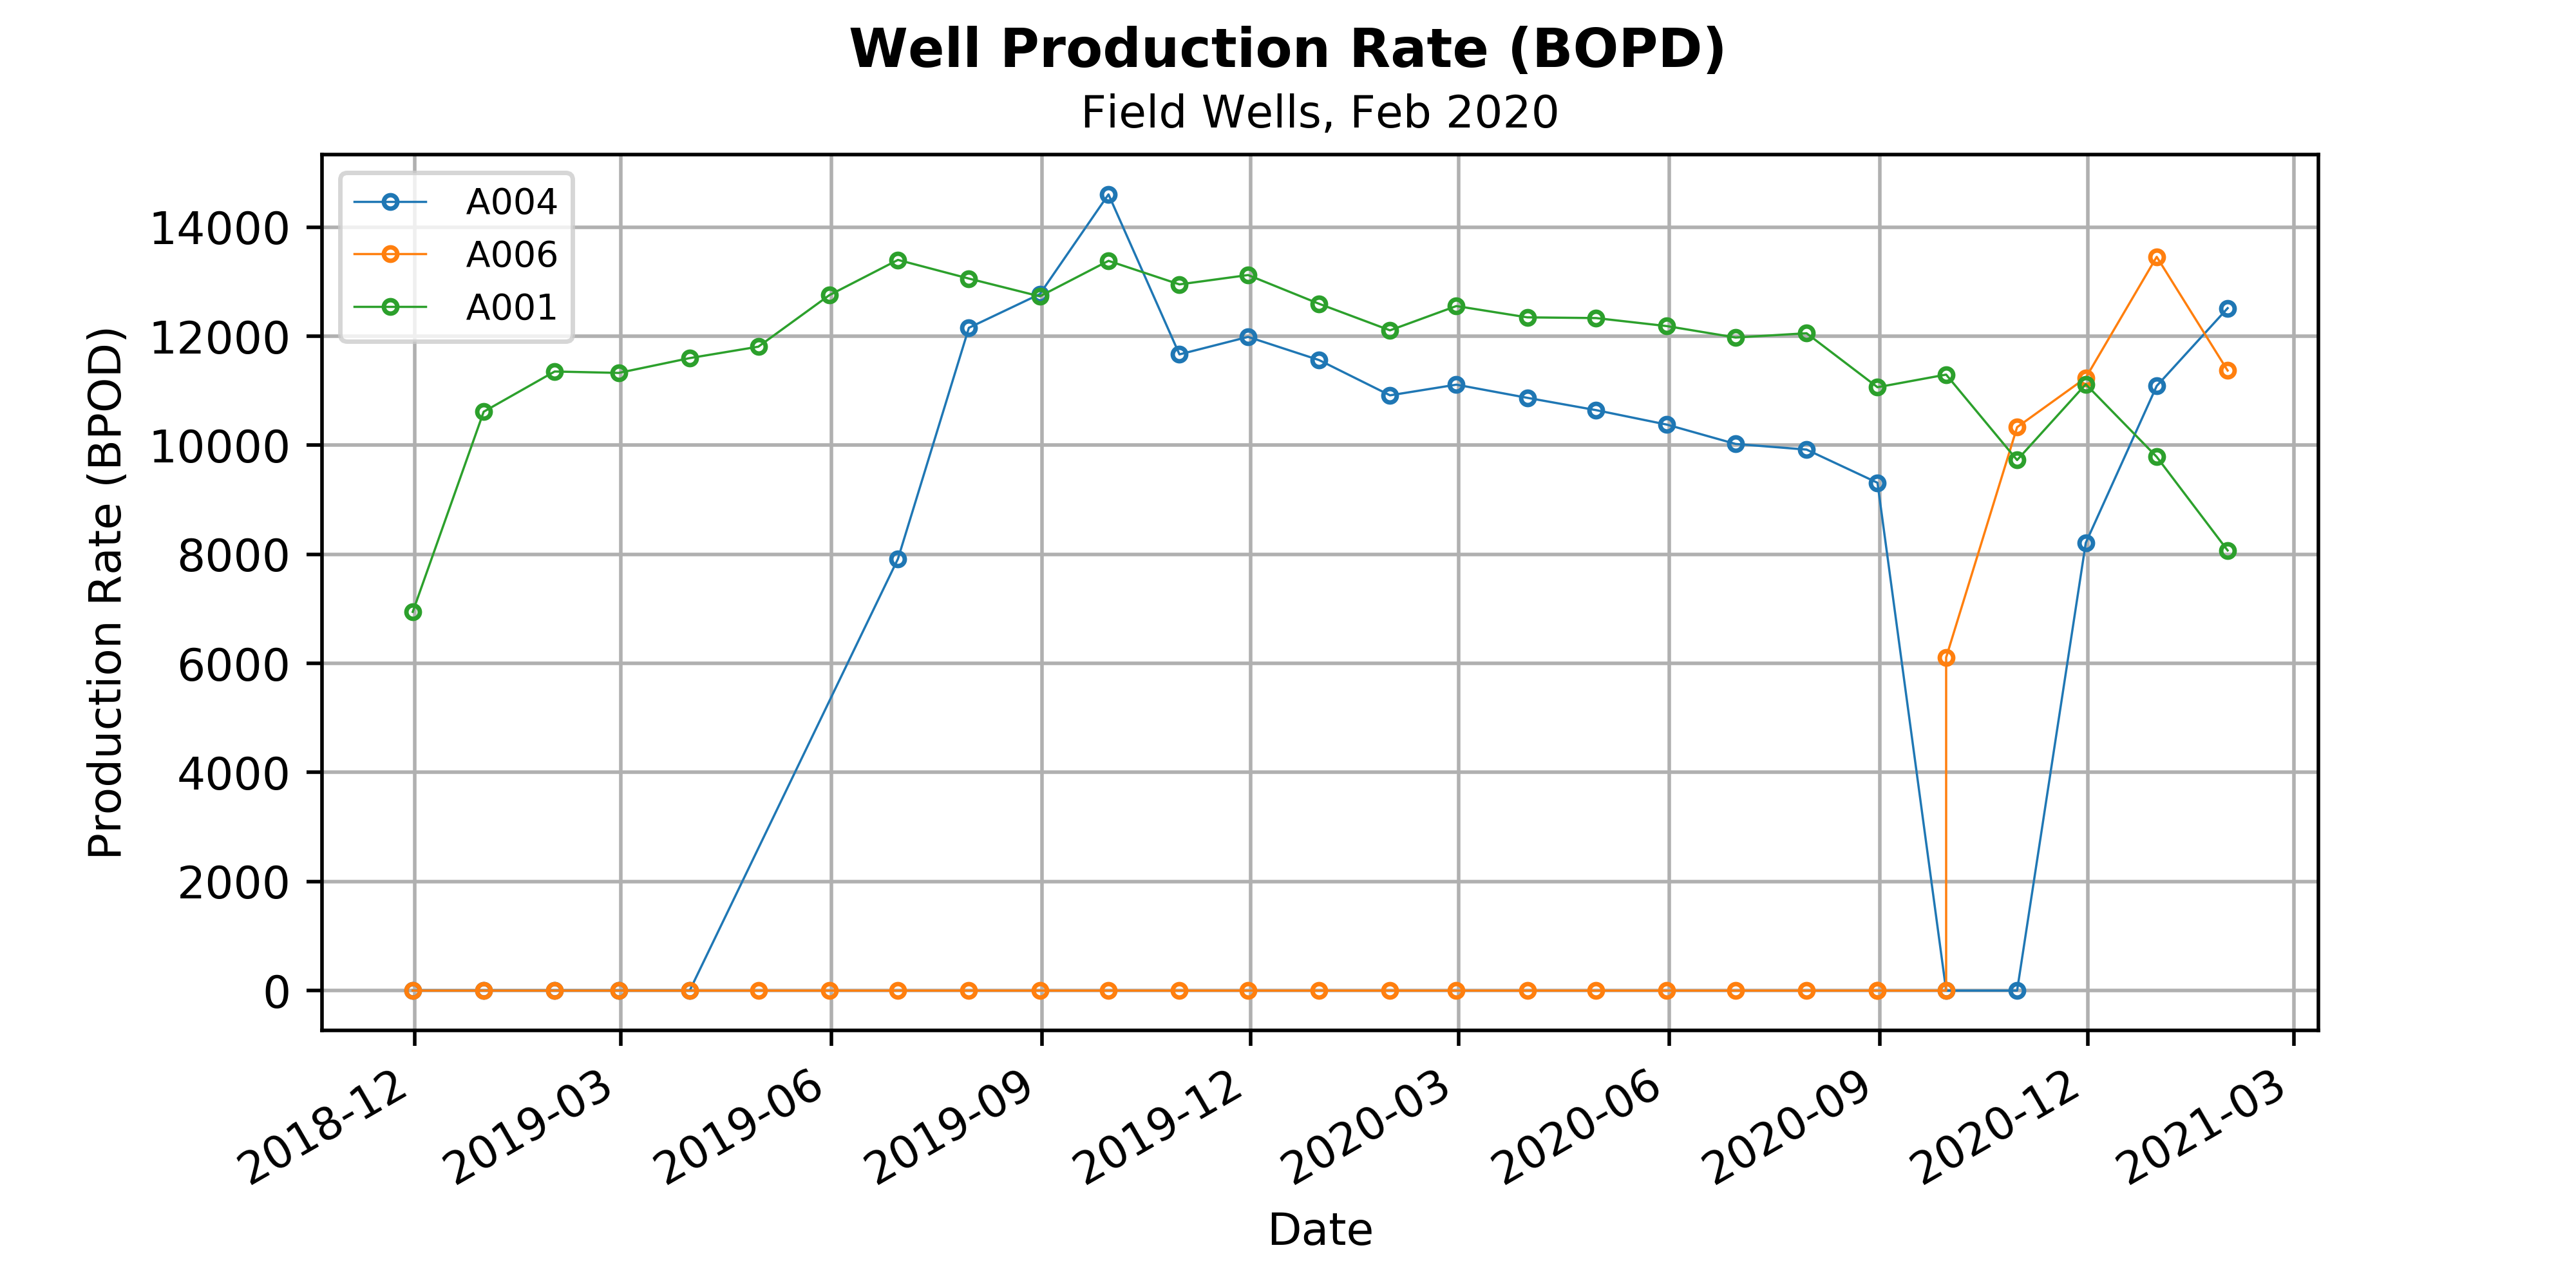 Well Production Rate (BOPD)
Field Wells, Feb 2020
A004
A006
A001
14000
12000
10000
8000
6000
4000
2000
0
Production Rate (BPOD)
2018-12
2019-03
2019-06
2019-09
2019-12
2020-03
2020-06
2020-09
2020-12
2021-03
Date